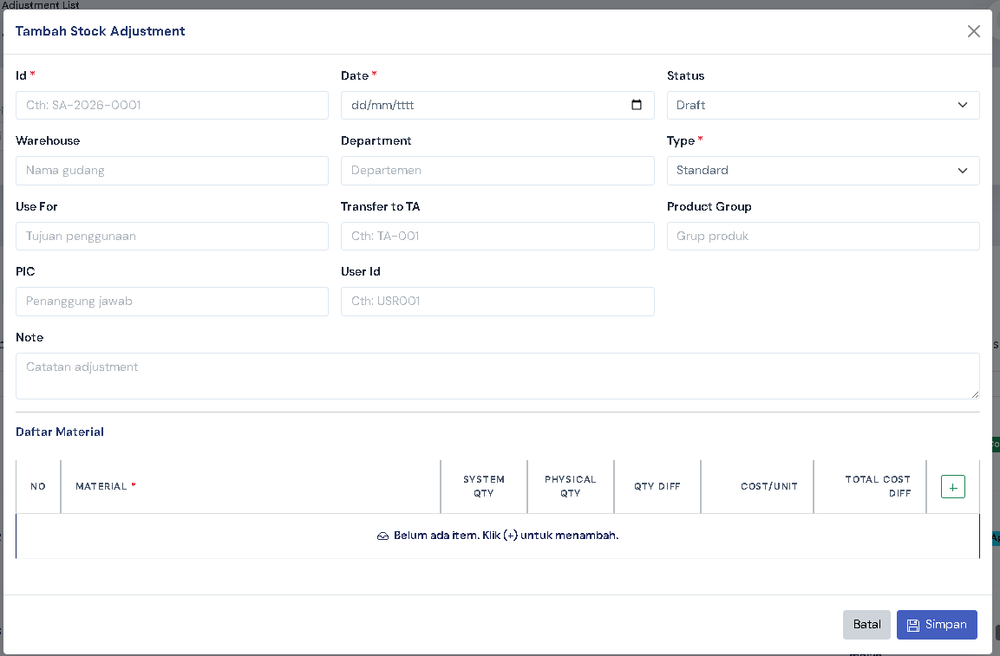 Adjustment List
Tambah Stock Adjustment
Id *
Date *
Status
Cth: SA-2026-0001
dd/mm/tttt
Draft
Warehouse
Department
Type *
Nama gudang
Departemen
Standard
Use For
Transfer to TA
Product Group
Tujuan penggunaan
Cth: TA-001
Grup produk
PIC
User Id
Penanggung jawab
Cth: USR001
Note
Catatan adjustment
Daftar Material
NO
MATERIAL *
SYSTEM
QTY
PHYSICAL
QTY
QTY DIFF
COST/UNIT
TOTAL COST
DIFF
+
Belum ada item. Klik (+) untuk menambah.
Batal
Simpan